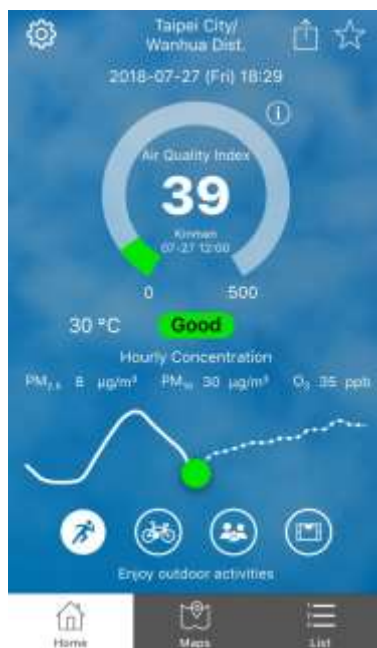 Taipei City/
Wanhua Dist.
2018-07-27 (Fri) 18:29
Air Quality Index
39
Kinmen
07-27 12:00
0 500
30 °C Good
Hourly Concentration
PM₂.₅ 8 μg/m³ PM₁₀ 30 μg/m³ O₃ 35 ppb
Enjoy outdoor activities
Home Maps List